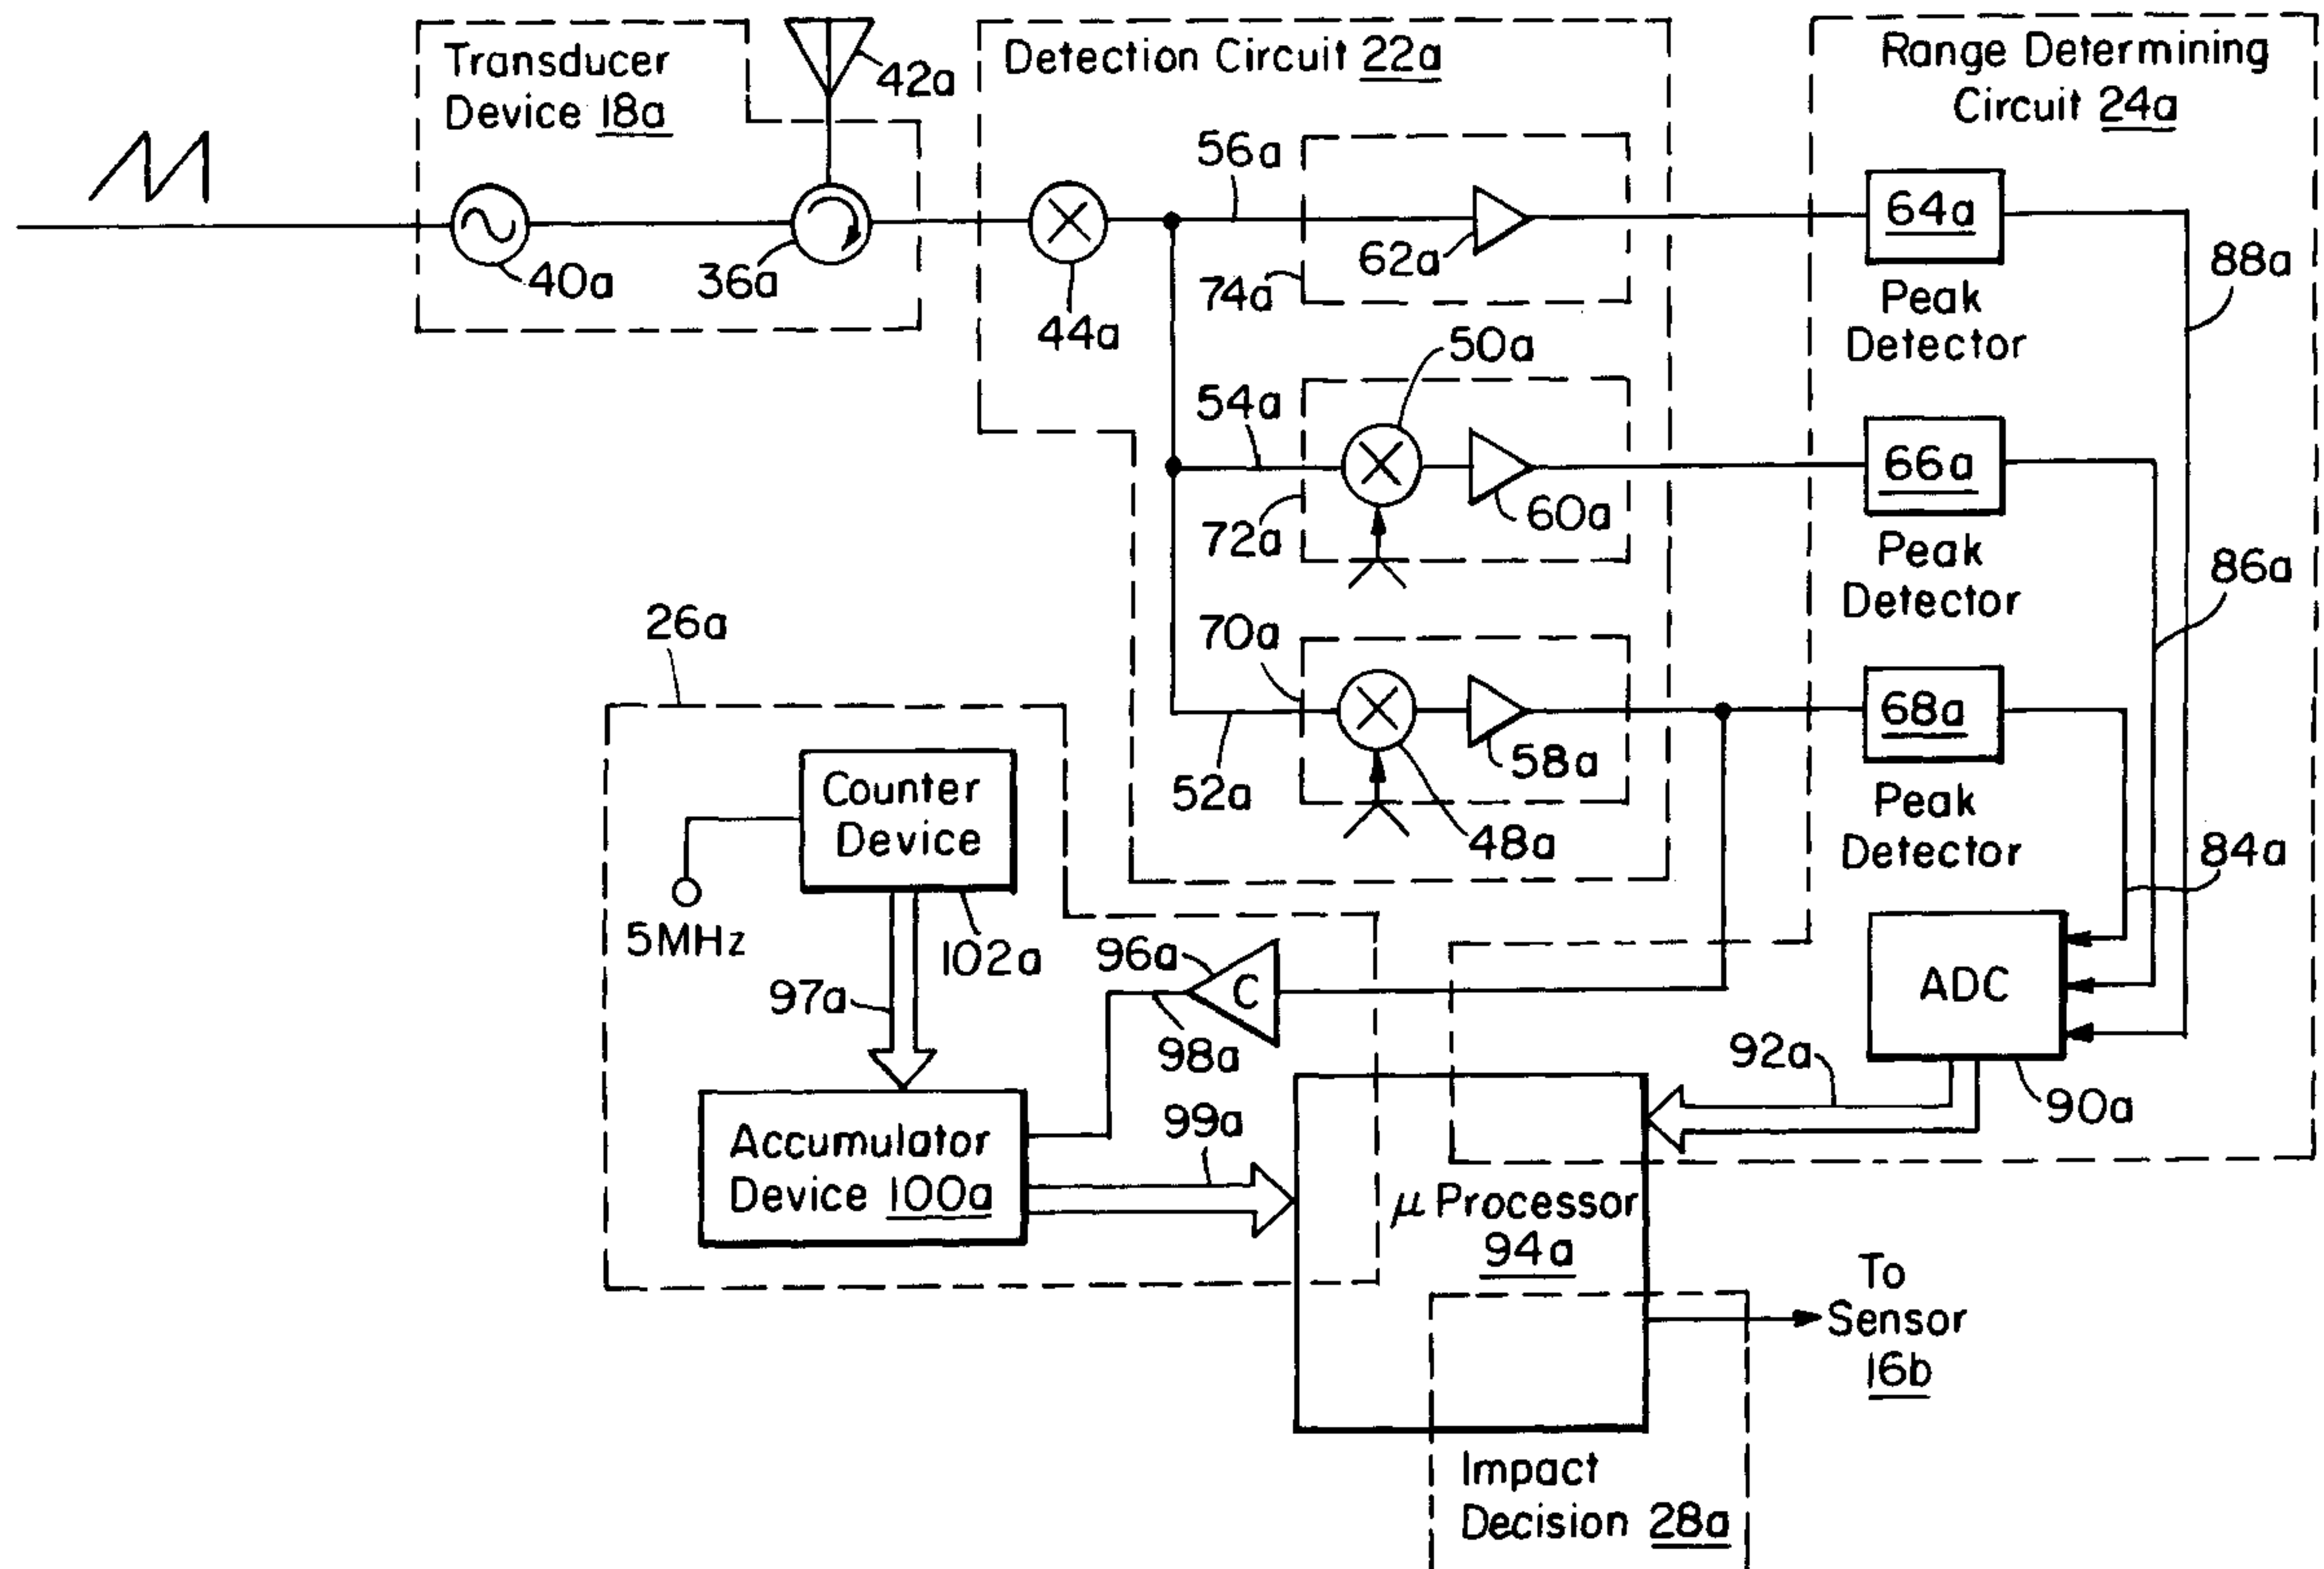 Transducer
Device 18a
42a
40a
36a
Detection Circuit 22a
44a
56a
62a
74a
50a
54a
60a
72a
70a
58a
52a
48a
Range Determining
Circuit 24a
64a
Peak
Detector
88a
66a
Peak
Detector
86a
68a
Peak
Detector
84a
ADC
92a
90a
26a
Counter
Device
5MHz
102a
97a
96a
C
98a
Accumulator
Device 100a
99a
μ Processor
94a
To
Sensor
16b
Impact
Decision 28a